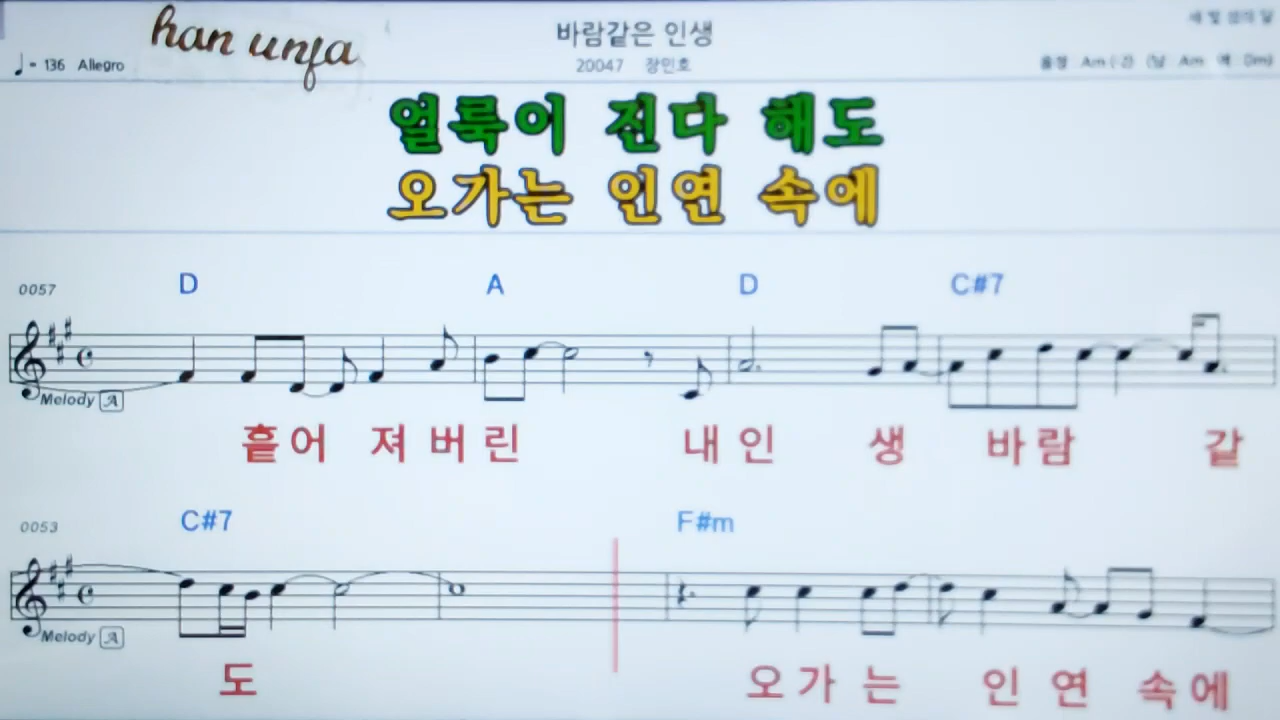 han unja
바람같은 인생
♩= 136 Allegro
20047 장민호
얼룩이 진다 해도
오가는 인연 속에
0057
D A D C#7
Melody A
흩어 져 버 린 내 인 생 바 람 같
0053
C#7 F#m
Melody A
도 오 가 는 인 연 속 에